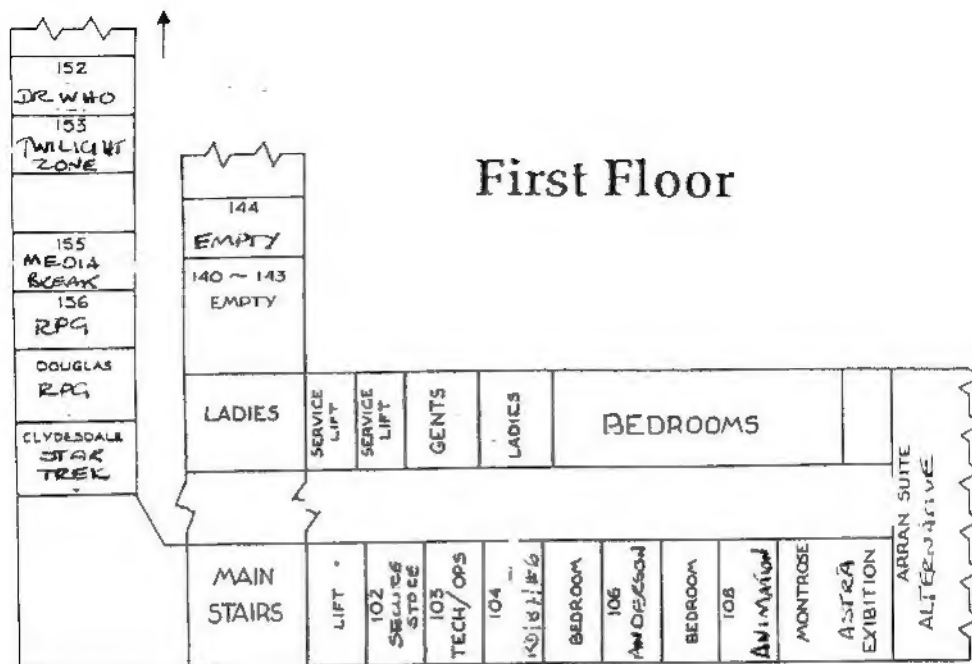 First Floor
152
DR WHO
153
TWILIGHT
ZONE
155
MEDIA
BREAK
156
RPG
DOUGLAS
RPG
CLYDESDALE
STAR
TREK
144
EMPTY
140 ~ 143
EMPTY
LADIES
SERVICE
LIFT
SERVICE
LIFT
GENTS
LADIES
BEDROOMS
MAIN
STAIRS
LIFT
102
SECURE
STORE
103
TECH/OPS
104
BEDROOM
106
ANDERSON
BEDROOM
108
ANIMATION
MONTROSE
ASTRA
EXIBITION
ARRAN SUITE
ALTERNATIVE